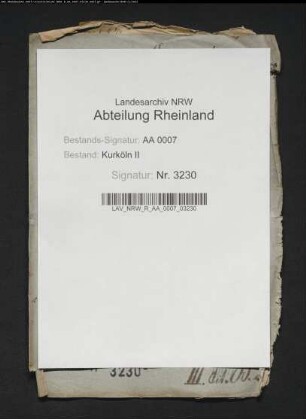 Landesarchiv NRW
Abteilung Rheinland
Bestands-Signatur: AA 0007
Bestand: Kurköln II
Signatur: Nr. 3230
LAV_NRW_R_AA_0007_03230
3230